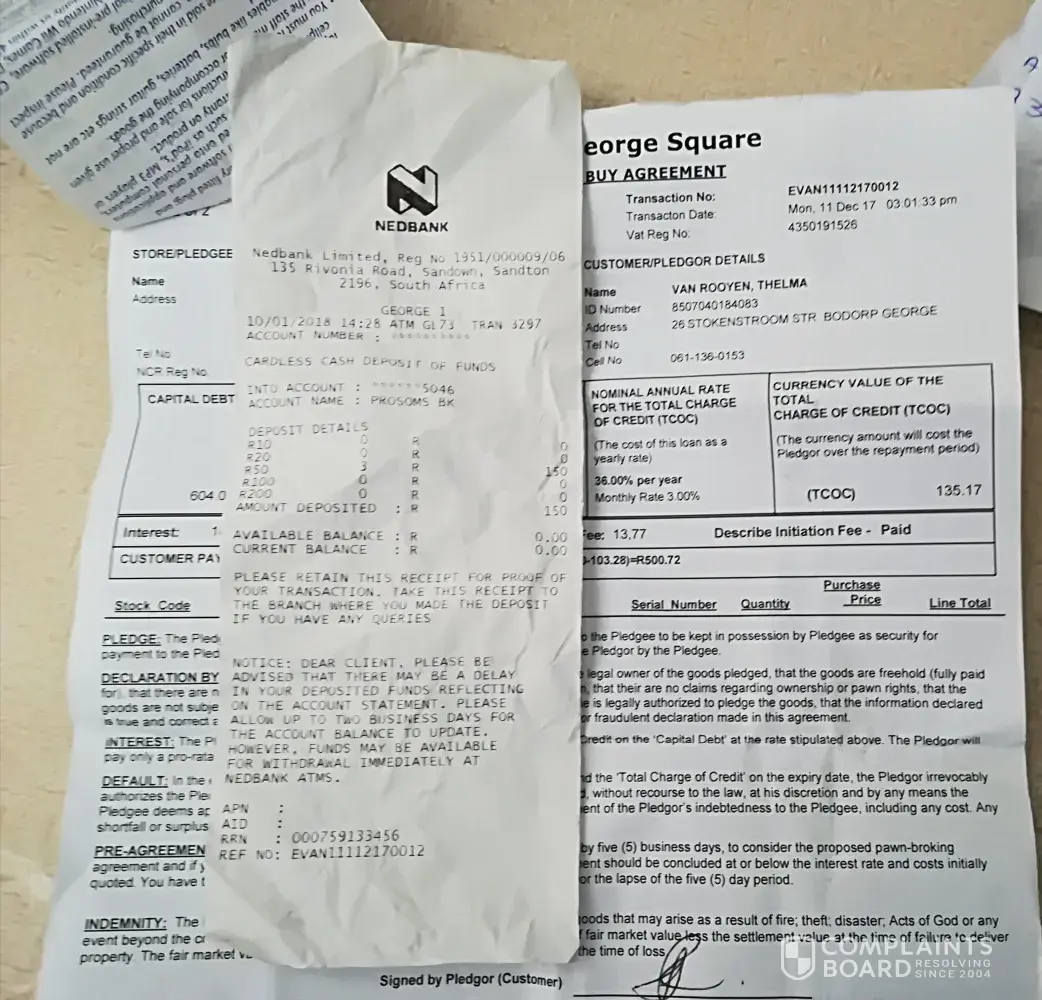 NEDBANK
Nedbank Limited, Reg No 1951/000009/06
135 Rivonia Road, Sandown, Sandton
2196, South Africa
GEORGE 1
10/01/2018 14:28 ATM GL73 TRAN 3297
ACCOUNT NUMBER : **********
CARDLESS CASH DEPOSIT OF FUNDS
INTO ACCOUNT : ******5046
ACCOUNT NAME : PROSOMS BK
DEPOSIT DETAILS
R10 0 R 0
R20 0 R 0
R50 3 R 150
R100 0 R 0
R200 0 R 0
AMOUNT DEPOSITED : R 150
AVAILABLE BALANCE : R 0.00
CURRENT BALANCE : R 0.00
PLEASE RETAIN THIS RECEIPT FOR PROOF OF
YOUR TRANSACTION. TAKE THIS RECEIPT TO
THE BRANCH WHERE YOU MADE THE DEPOSIT
IF YOU HAVE ANY QUERIES
NOTICE: DEAR CLIENT, PLEASE BE
ADVISED THAT THERE MAY BE A DELAY
IN YOUR DEPOSITED FUNDS REFLECTING
ON THE ACCOUNT STATEMENT. PLEASE
ALLOW UP TO TWO BUSINESS DAYS FOR
THE ACCOUNT BALANCE TO UPDATE.
HOWEVER, FUNDS MAY BE AVAILABLE
FOR WITHDRAWAL IMMEDIATELY AT
NEDBANK ATMS.
APN :
AID :
RRN : 000759133456
REF NO: EVAN11112170012
eorge Square
BUY AGREEMENT
Transaction No: EVAN11112170012
Transacton Date: Mon, 11 Dec 17 03:01:33 pm
Vat Reg No: 4350191526
STORE/PLEDGEE
Name
Address
Tel No
NCR Reg No
CUSTOMER/PLEDGOR DETAILS
Name VAN ROOYEN, THELMA
ID Number 8507040184083
Address 26 STOKENSTROOM STR BODORP GEORGE
Tel No
Cell No 061-136-0153
CAPITAL DEBT
604.0
NOMINAL ANNUAL RATE
FOR THE TOTAL CHARGE
OF CREDIT (TCOC)
(The cost of this loan as a
yearly rate)
36.00% per year
Monthly Rate 3.00%
CURRENCY VALUE OF THE
TOTAL
CHARGE OF CREDIT (TCOC)
(The currency amount will cost the
Pledgor over the repayment period)
(TCOC) 135.17
Interest: Fee: 13,77 Describe Initiation Fee - Paid
CUSTOMER PAY -103.28)=R500.72
Stock Code Serial Number Quantity Purchase Price Line Total
PLEDGE: The Pled the Pledgee to be kept in possession by Pledgee as security for
payment to the Pled e Pledgor by the Pledgee.
DECLARATION BY legal owner of the goods pledged, that the goods are freehold (fully paid
for), that there are n , that their are no claims regarding ownership or pawn rights, that the
goods are not subje e is legally authorized to pledge the goods, that the information declared
is true and correct a or fraudulent declaration made in this agreement.
INTEREST: The Pl Credit on the 'Capital Debt' at the rate stipulated above. The Pledgor will
pay only a pro-rata
DEFAULT: In the nd the 'Total Charge of Credit' on the expiry date, the Pledgor irrevocably
authorizes the Ple , without recourse to the law, at his discretion and by any means the
Pledgee deems ap ent of the Pledgor's indebtedness to the Pledgee, including any cost. Any
shortfall or surplus
PRE-AGREEMEN by five (5) business days, to consider the proposed pawn-broking
agreement and if y ent should be concluded at or below the interest rate and costs initially
quoted. You have t or the lapse of the five (5) day period.
INDEMNITY: The oods that may arise as a result of fire; theft; disaster; Acts of God or any
event beyond the co f fair market value less the settlement value at the time of failure to deliver
property. The fair market v the time of loss
Signed by Pledgor (Customer)
COMPLAINTS
BOARD RESOLVING
SINCE 2004